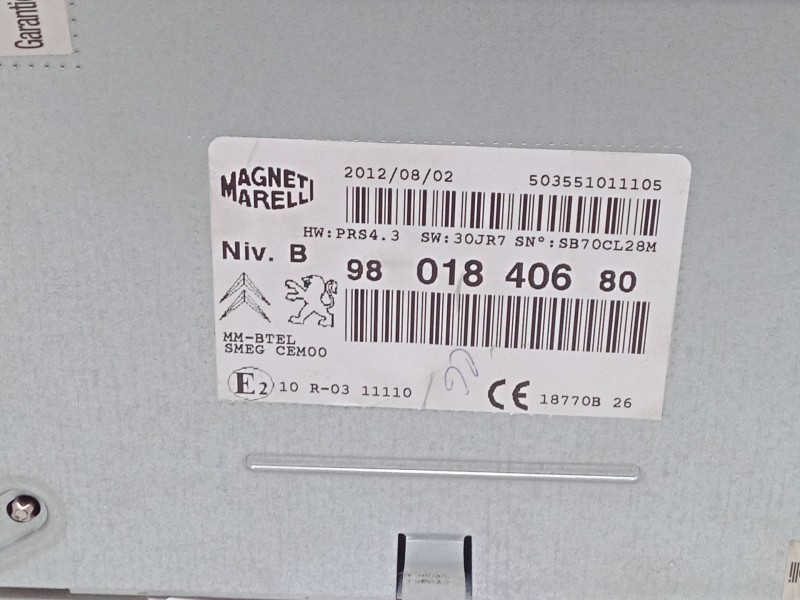 Garantie
MAGNETI
MARELLI
2012/08/02
503551011105
HW:PRS4.3 SW:30JR7 SN°:SB70CL28M
Niv. B
98 018 406 80
MM-BTEL
SMEG CEM00
E2 10 R-03 11110
CE 18770B 26